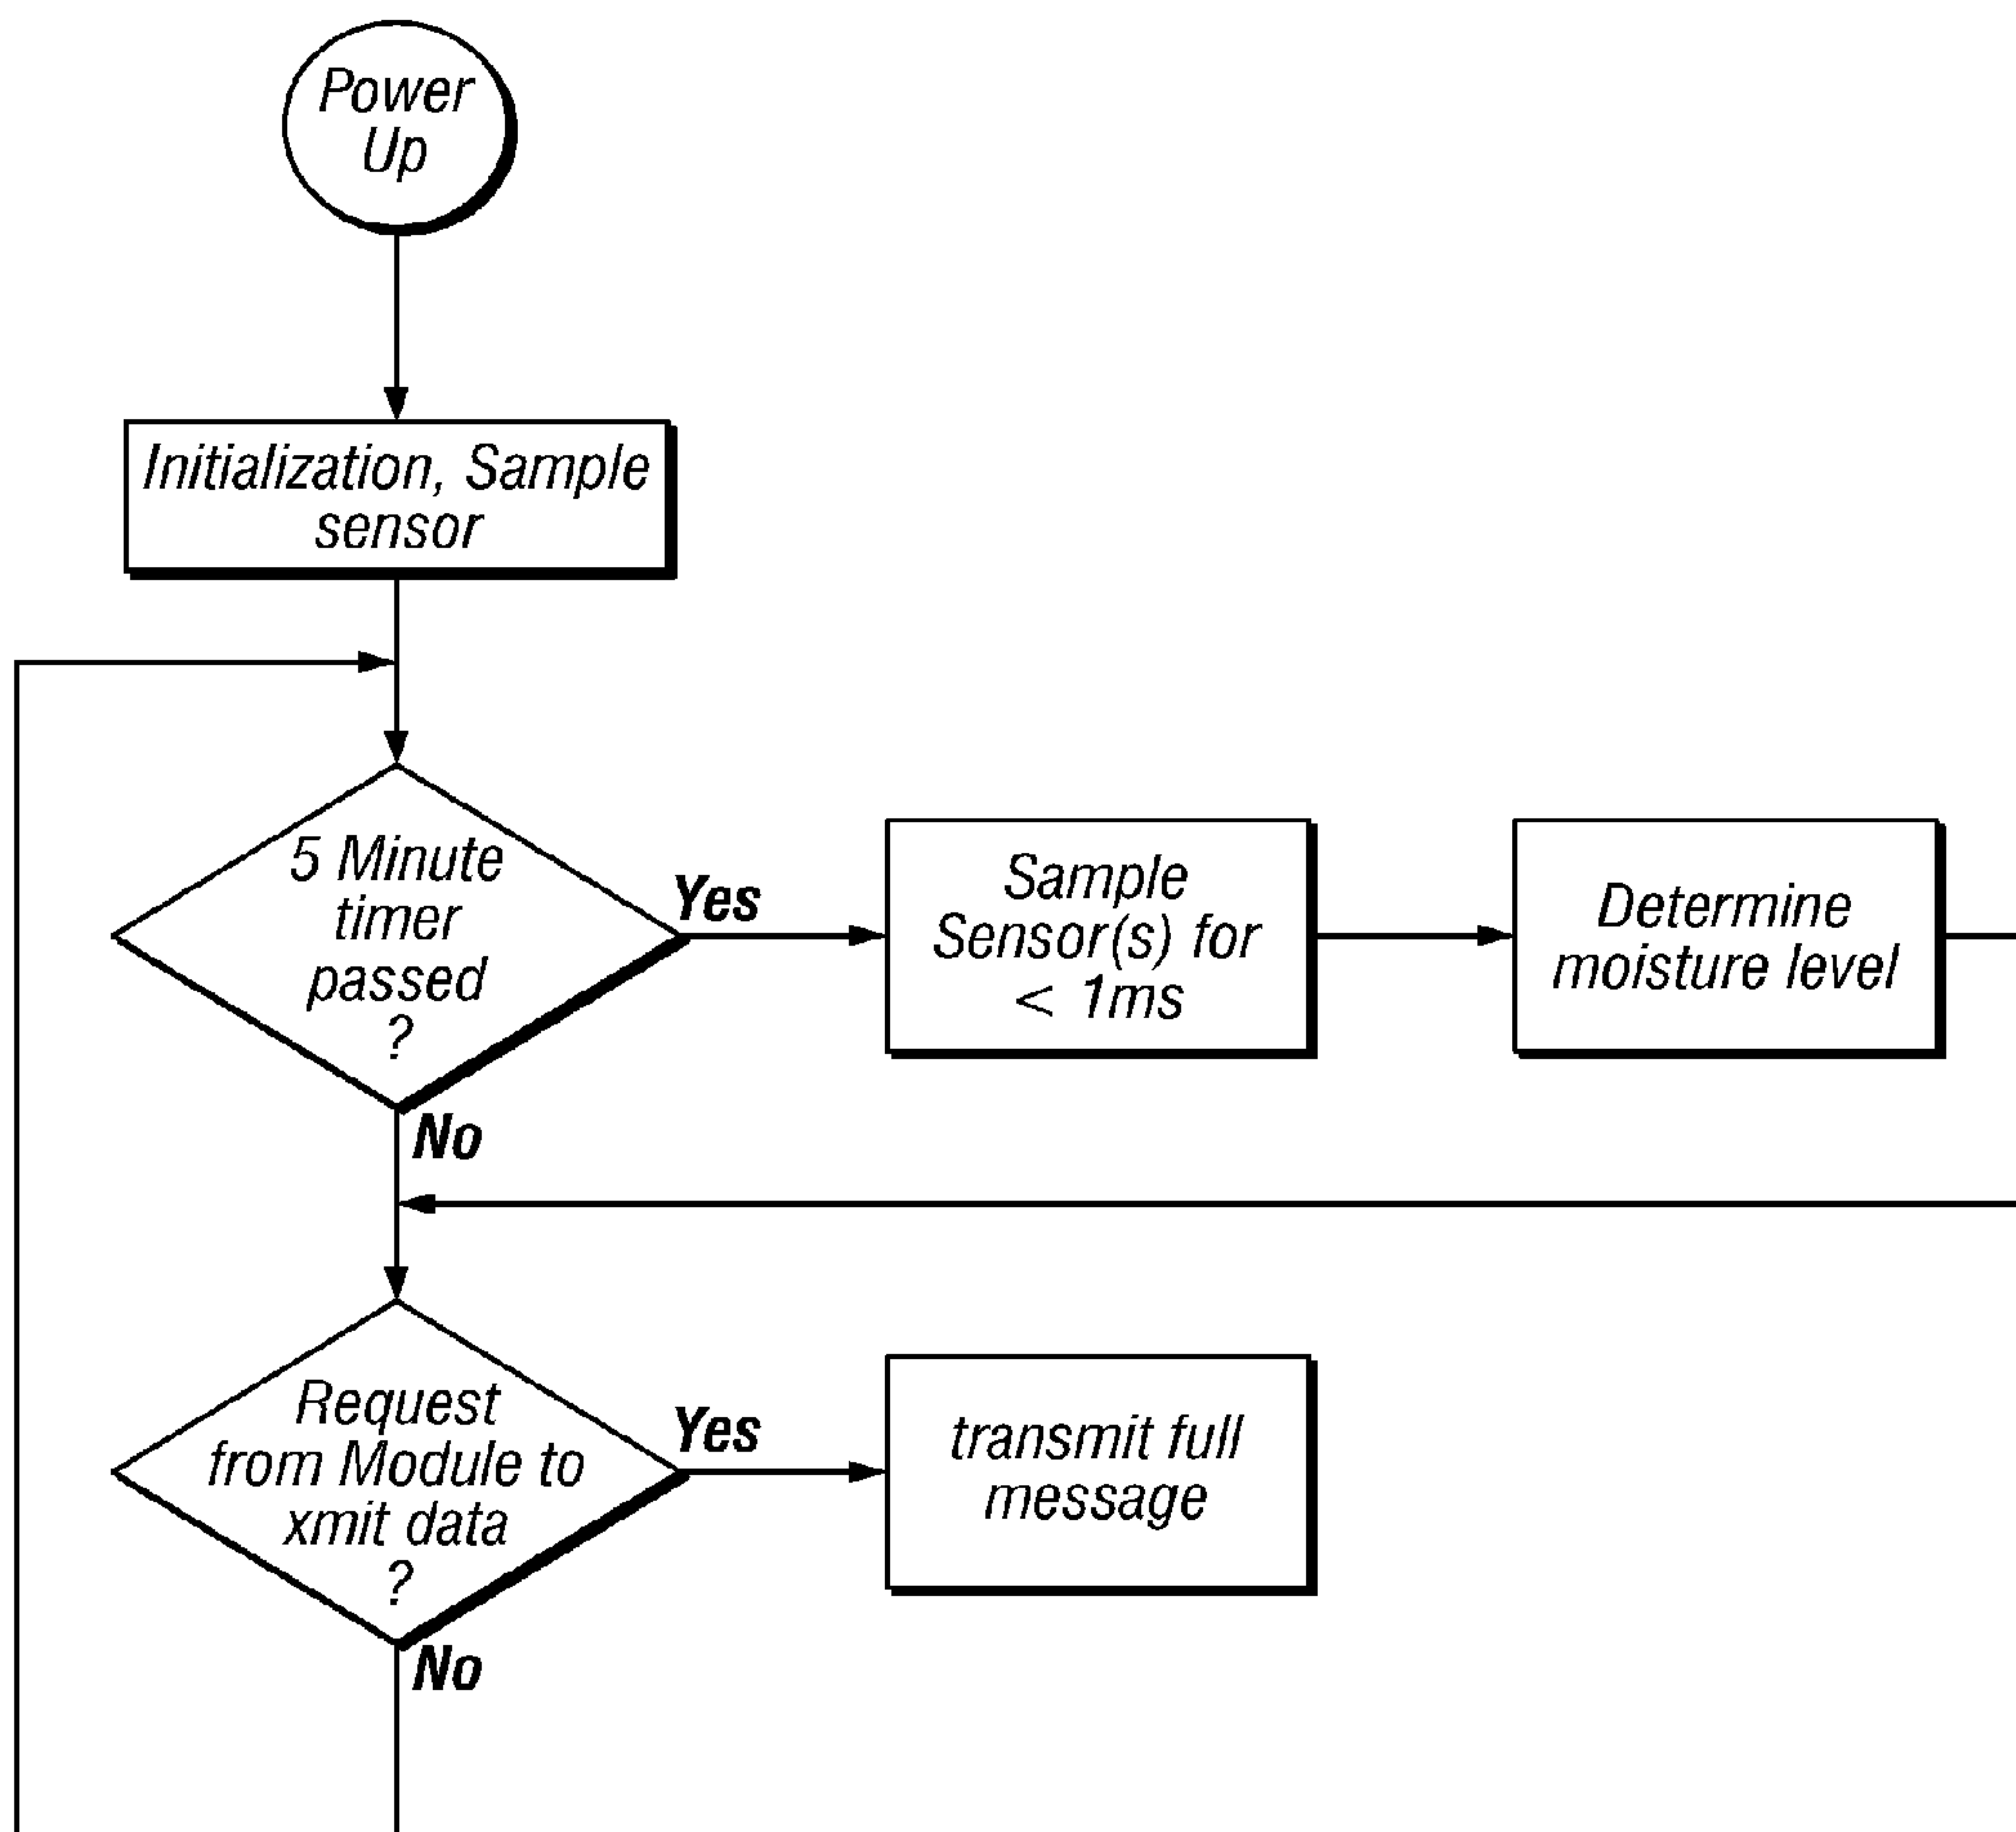 Power
Up
Initialization, Sample
sensor
5 Minute
timer
passed
?
Yes
Sample
Sensor(s) for
< 1ms
Determine
moisture level
No
Request
from Module to
xmit data
?
Yes
transmit full
message
No